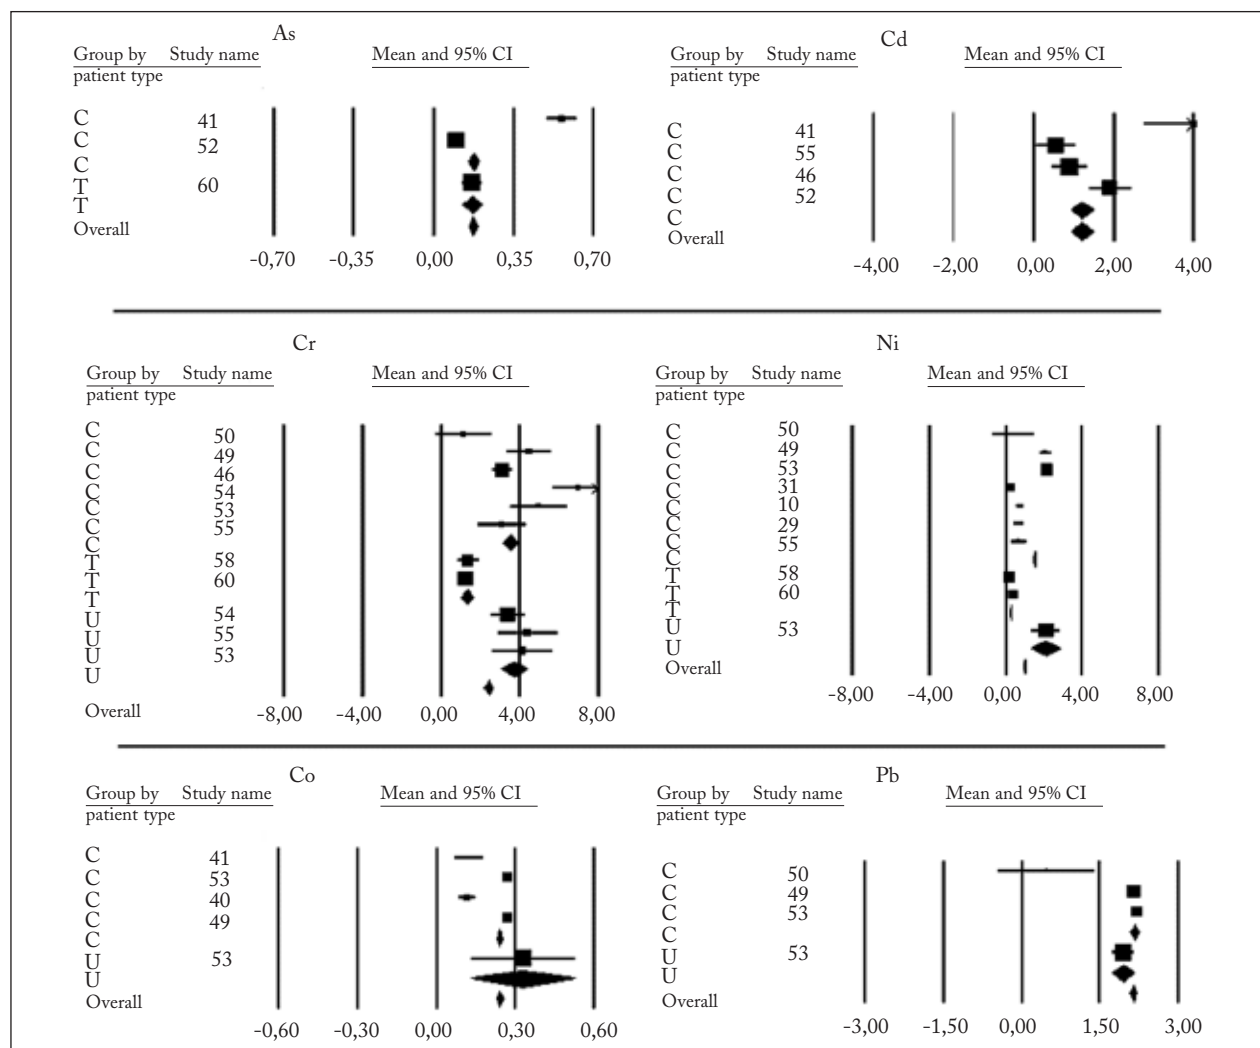 As
Group by Study name Mean and 95% CI
patient type
C 41
C 52
C
T 60
T
Overall
-0,70 -0,35 0,00 0,35 0,70
Cd
Group by Study name Mean and 95% CI
patient type
C 41
C 55
C 46
C 52
C
Overall
-4,00 -2,00 0,00 2,00 4,00
Cr
Group by Study name Mean and 95% CI
patient type
C 50
C 49
C 46
C 54
C 53
C 55
C
T 58
T 60
T
U 54
U 55
U 53
U
Overall
-8,00 -4,00 0,00 4,00 8,00
Ni
Group by Study name Mean and 95% CI
patient type
C 50
C 49
C 53
C 31
C 10
C 29
C 55
C
T 58
T 60
T
U 53
U
Overall
-8,00 -4,00 0,00 4,00 8,00
Co
Group by Study name Mean and 95% CI
patient type
C 41
C 53
C 40
C 49
C
U 53
U
Overall
-0,60 -0,30 0,00 0,30 0,60
Pb
Group by Study name Mean and 95% CI
patient type
C 50
C 49
C 53
C
U 53
U
Overall
-3,00 -1,50 0,00 1,50 3,00